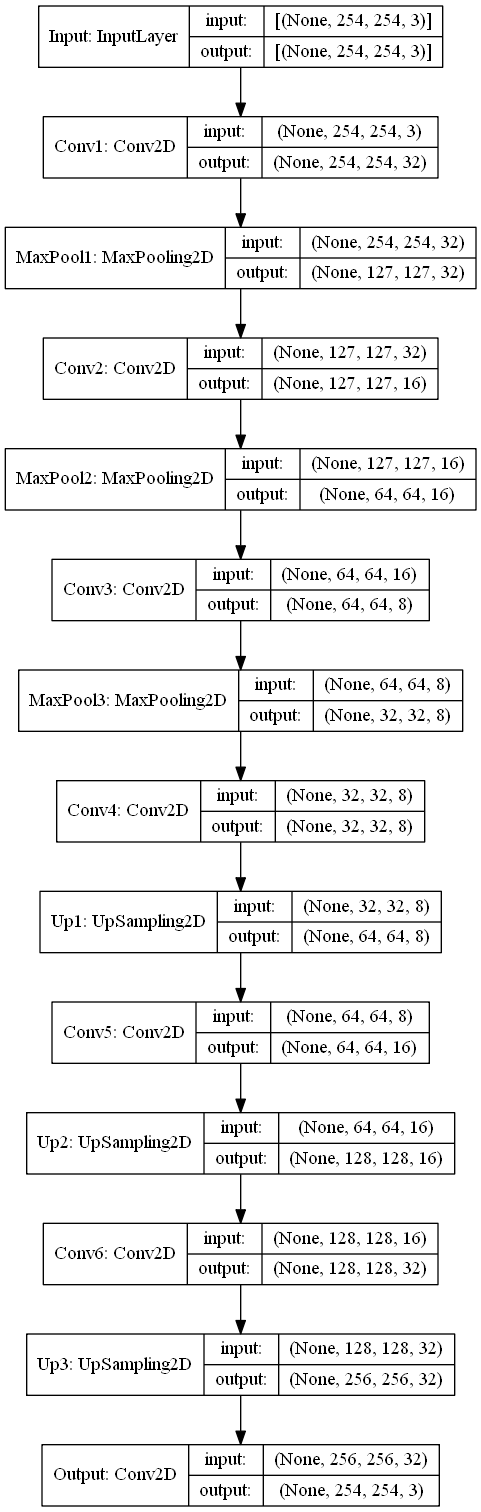 Input: InputLayer
input: [(None, 254, 254, 3)]
output: [(None, 254, 254, 3)]
Conv1: Conv2D
input: (None, 254, 254, 3)
output: (None, 254, 254, 32)
MaxPool1: MaxPooling2D
input: (None, 254, 254, 32)
output: (None, 127, 127, 32)
Conv2: Conv2D
input: (None, 127, 127, 32)
output: (None, 127, 127, 16)
MaxPool2: MaxPooling2D
input: (None, 127, 127, 16)
output: (None, 64, 64, 16)
Conv3: Conv2D
input: (None, 64, 64, 16)
output: (None, 64, 64, 8)
MaxPool3: MaxPooling2D
input: (None, 64, 64, 8)
output: (None, 32, 32, 8)
Conv4: Conv2D
input: (None, 32, 32, 8)
output: (None, 32, 32, 8)
Up1: UpSampling2D
input: (None, 32, 32, 8)
output: (None, 64, 64, 8)
Conv5: Conv2D
input: (None, 64, 64, 8)
output: (None, 64, 64, 16)
Up2: UpSampling2D
input: (None, 64, 64, 16)
output: (None, 128, 128, 16)
Conv6: Conv2D
input: (None, 128, 128, 16)
output: (None, 128, 128, 32)
Up3: UpSampling2D
input: (None, 128, 128, 32)
output: (None, 256, 256, 32)
Output: Conv2D
input: (None, 256, 256, 32)
output: (None, 254, 254, 3)